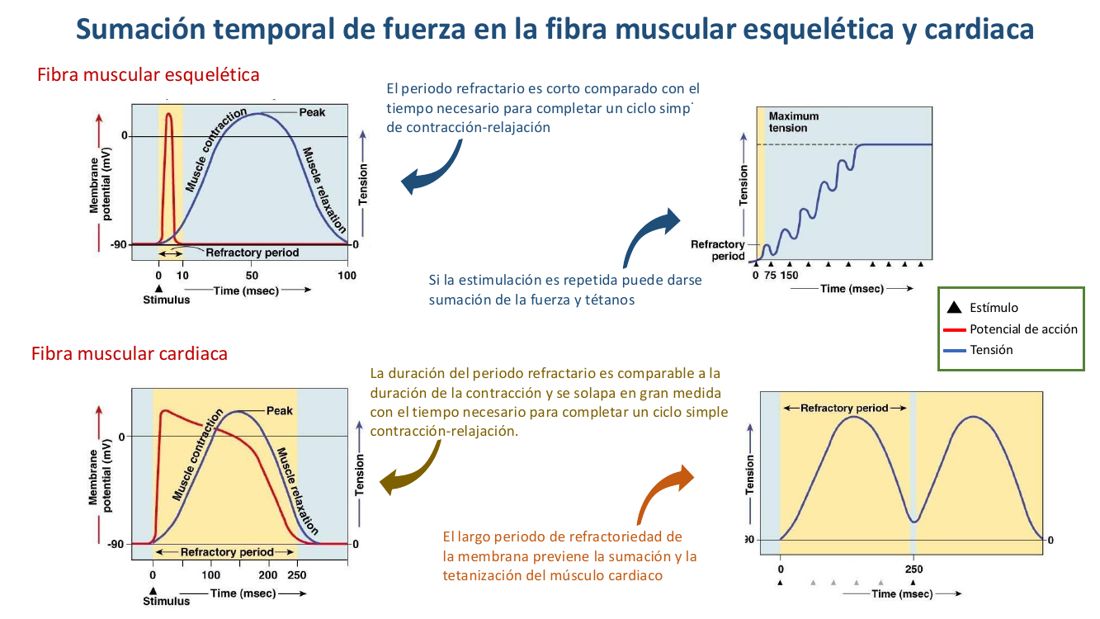 Sumación temporal de fuerza en la fibra muscular esquelética y cardiaca
Fibra muscular esquelética
El periodo refractario es corto comparado con el
tiempo necesario para completar un ciclo simp
de contracción-relajación
Membrane
potential (mV)
0
-90
Muscle contraction
Peak
Muscle relaxation
Tension
0
Refractory period
0 10 50 100
Stimulus
Time (msec)
Maximum
tension
Tension
Refractory
period
0 75 150
Time (msec)
Si la estimulación es repetida puede darse
sumación de la fuerza y tétanos
Estímulo
Potencial de acción
Tensión
Fibra muscular cardiaca
La duración del periodo refractario es comparable a la
duración de la contracción y se solapa en gran medida
con el tiempo necesario para completar un ciclo simple
contracción-relajación.
Membrane
potential (mV)
0
-90
Muscle contraction
Peak
Muscle relaxation
Tension
0
Refractory period
0 100 200 250
Stimulus
Time (msec)
El largo periodo de refractoriedad de
la membrana previene la sumación y la
tetanización del músculo cardiaco
Refractory period
Tension
0
0 250
Time (msec)